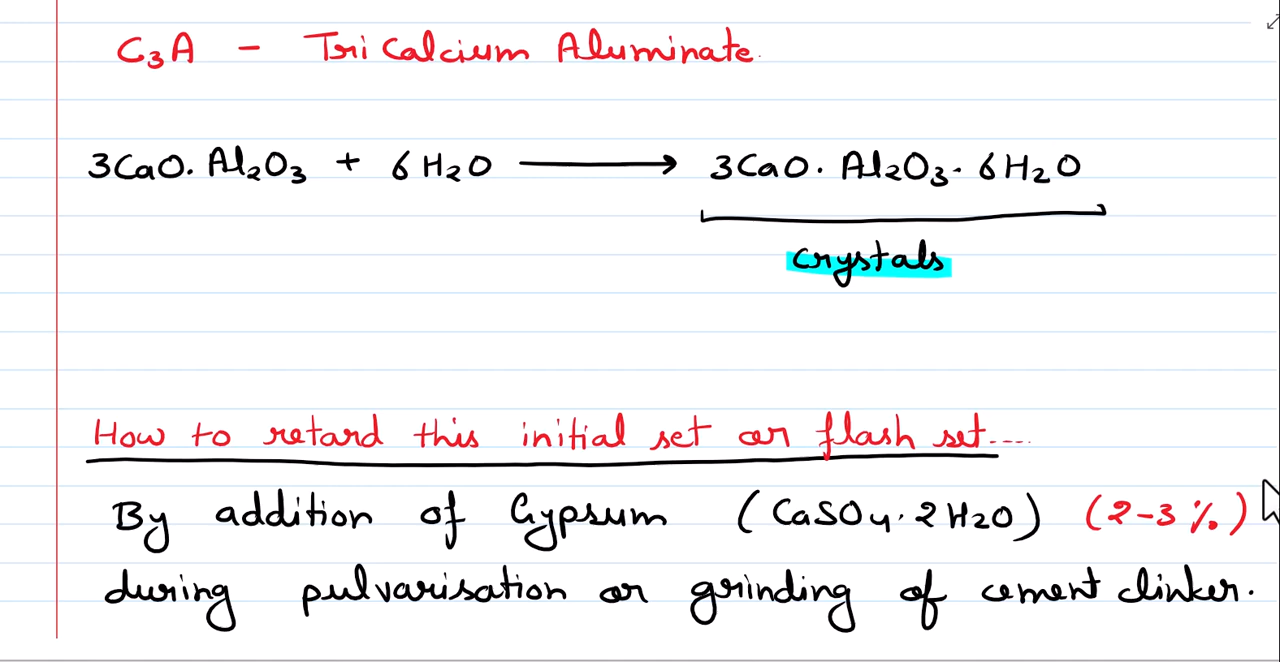 C₃A - Tri Calcium Aluminate.
3CaO. Al₂O₃ + 6H₂O ⟶ 3CaO. Al₂O₃. 6H₂O
crystals
How to retard this initial set or flash set....
By addition of Gypsum (CaSO₄.2H₂O) (2-3%)
during pulvarisation or grinding of cement clinker.